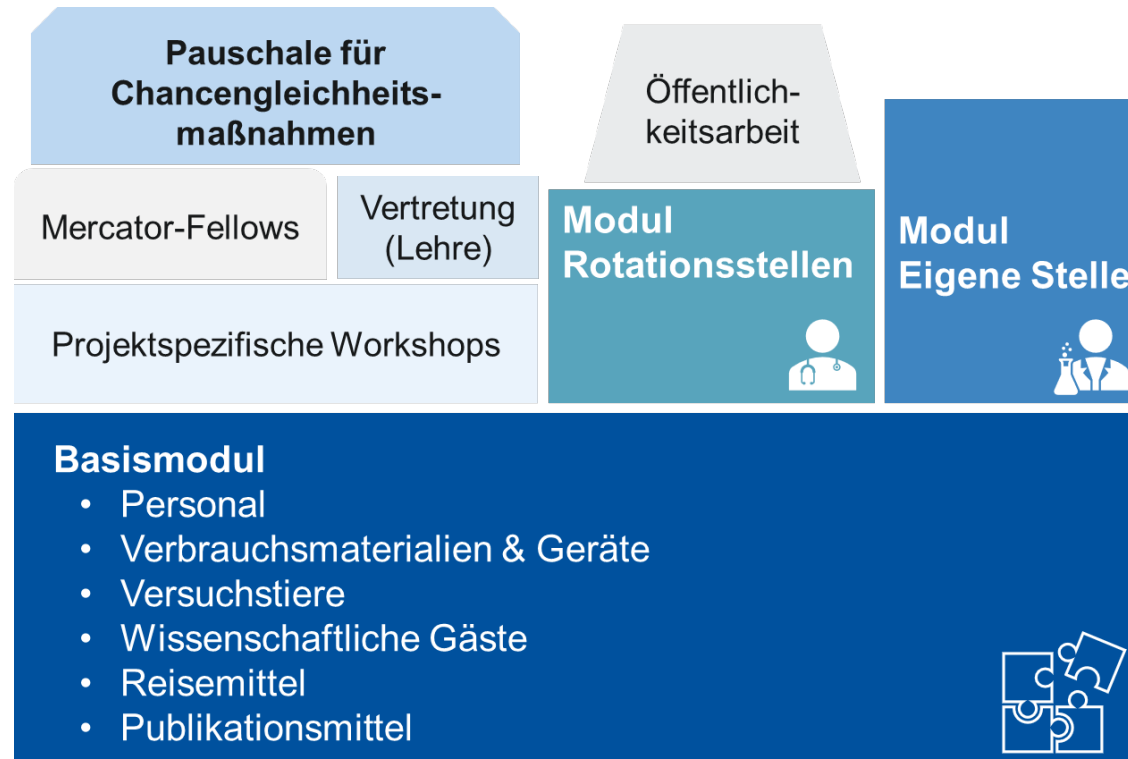 Pauschale für
Chancengleichheits-
maßnahmen
Öffentlich-
keitsarbeit
Mercator-Fellows
Vertretung
(Lehre)
Modul
Rotationsstellen
Modul
Eigene Stelle
Projektspezifische Workshops
Basismodul
• Personal
• Verbrauchsmaterialien & Geräte
• Versuchstiere
• Wissenschaftliche Gäste
• Reisemittel
• Publikationsmittel